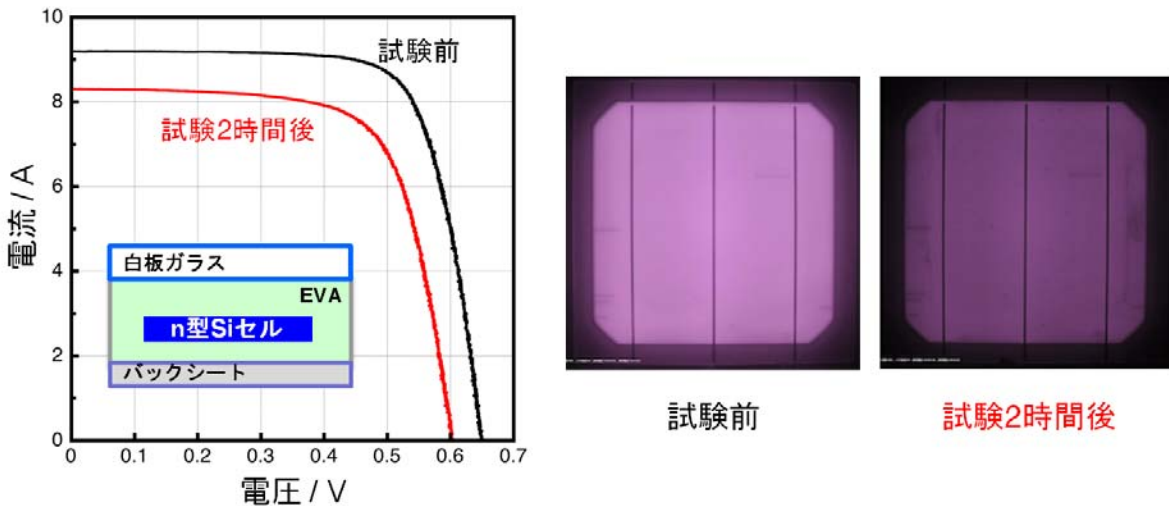 10
8
6
4
2
0
電流 / A
試験前
試験2時間後
白板ガラス
EVA
n型Siセル
バックシート
0
0.1
0.2
0.3
0.4
0.5
0.6
0.7
電圧 / V
試験前
試験2時間後